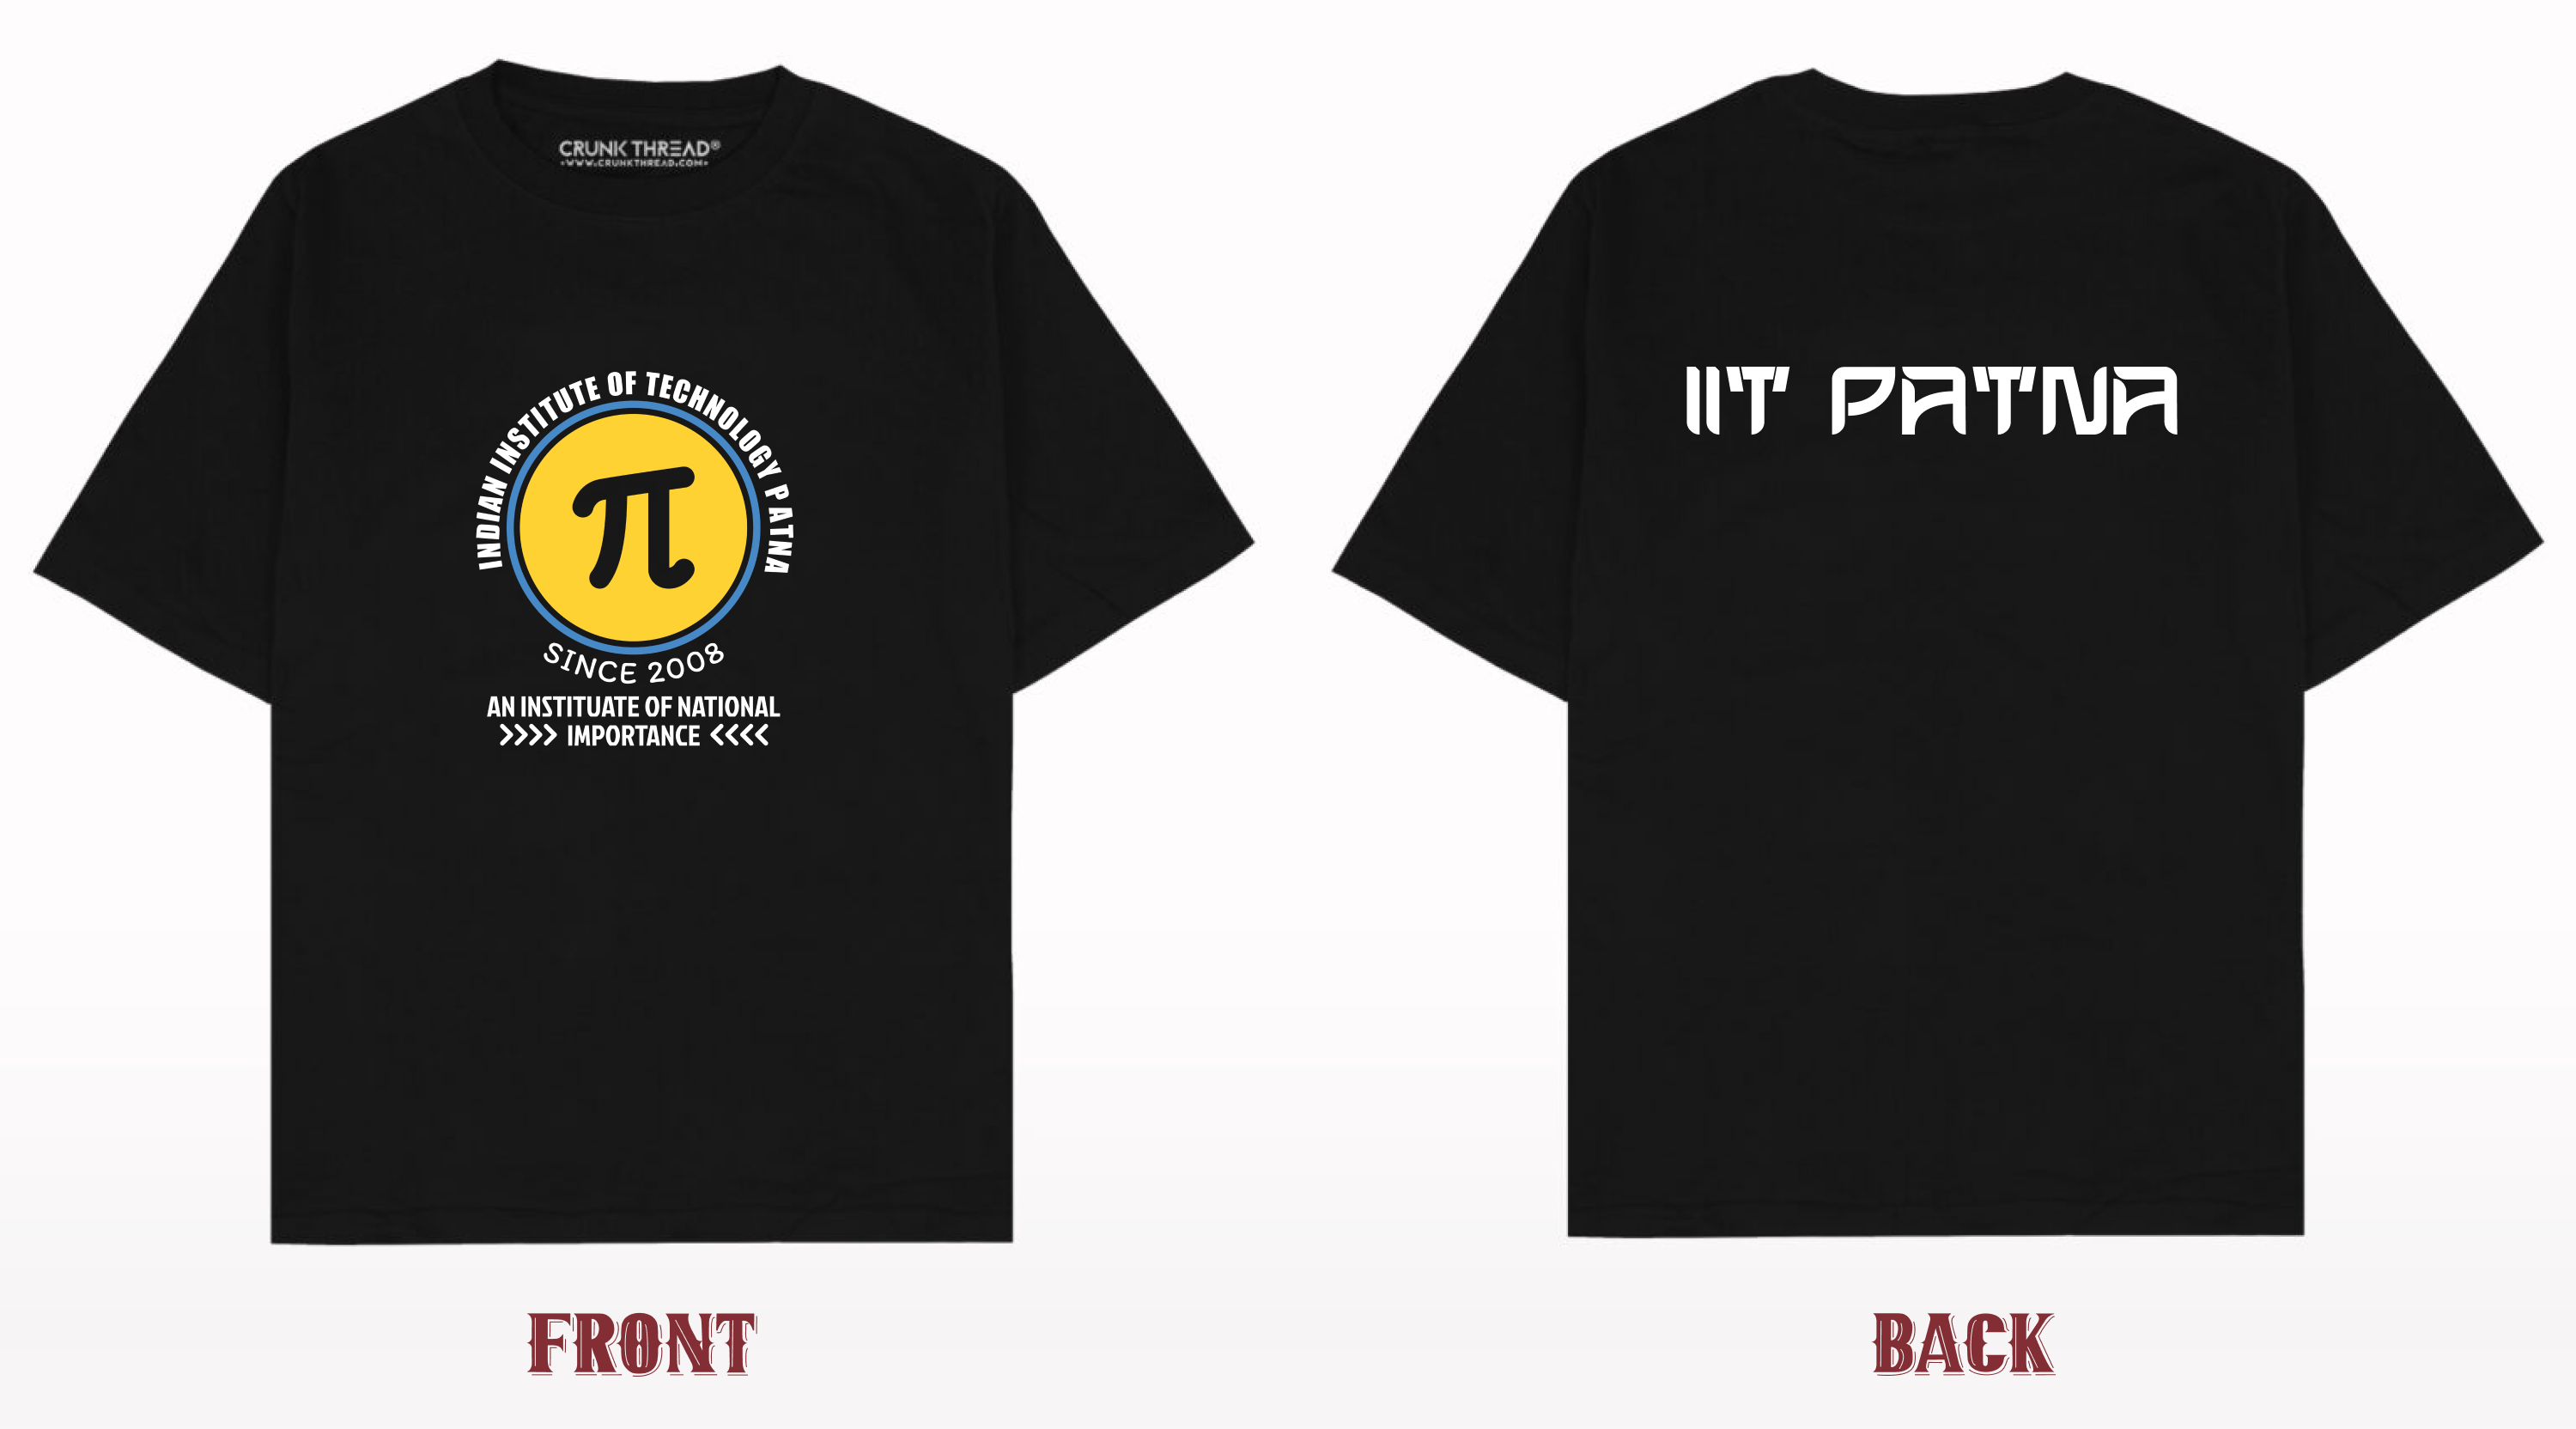 CRUNK THREAD®
•WWW.CRUNKTHREAD.COM•
INDIAN INSTITUTE OF TECHNOLOGY PATNA
π
SINCE 2008
AN INSTITUATE OF NATIONAL
>>>> IMPORTANCE <<<<
IIT PATNA
FRONT
BACK